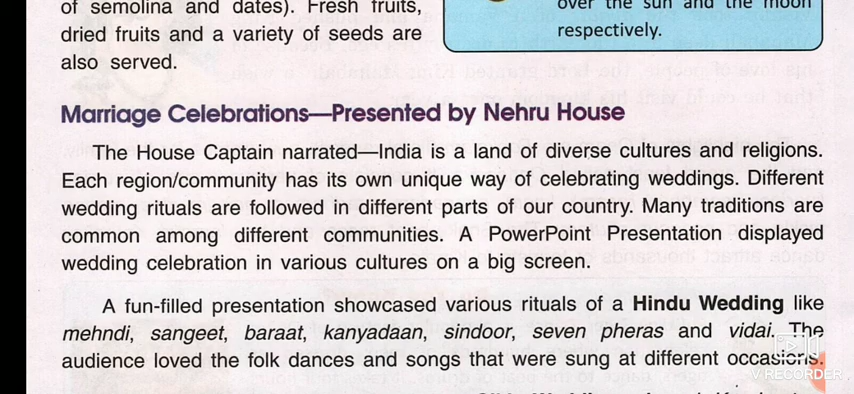 of semolina and dates). Fresh fruits,
dried fruits and a variety of seeds are
also served.
over the sun and the moon
respectively.
Marriage Celebrations—Presented by Nehru House
The House Captain narrated—India is a land of diverse cultures and religions.
Each region/community has its own unique way of celebrating weddings. Different
wedding rituals are followed in different parts of our country. Many traditions are
common among different communities. A PowerPoint Presentation displayed
wedding celebration in various cultures on a big screen.
A fun-filled presentation showcased various rituals of a Hindu Wedding like
mehndi, sangeet, baraat, kanyadaan, sindoor, seven pheras and vidai. The
audience loved the folk dances and songs that were sung at different occasions.
V RECORDER